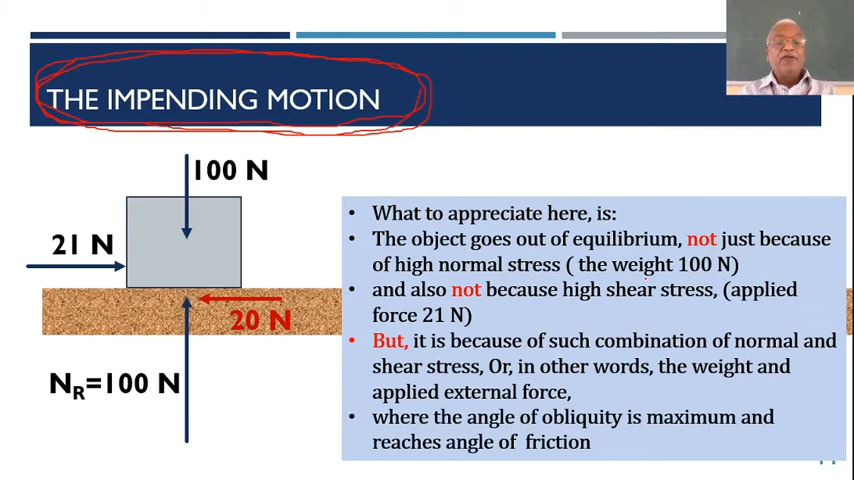 THE IMPENDING MOTION
100 N
21 N
20 N
NR=100 N
• What to appreciate here, is:
• The object goes out of equilibrium, not just because
of high normal stress ( the weight 100 N)
• and also not because high shear stress, (applied
force 21 N)
• But, it is because of such combination of normal and
shear stress, Or, in other words, the weight and
applied external force,
• where the angle of obliquity is maximum and
reaches angle of friction